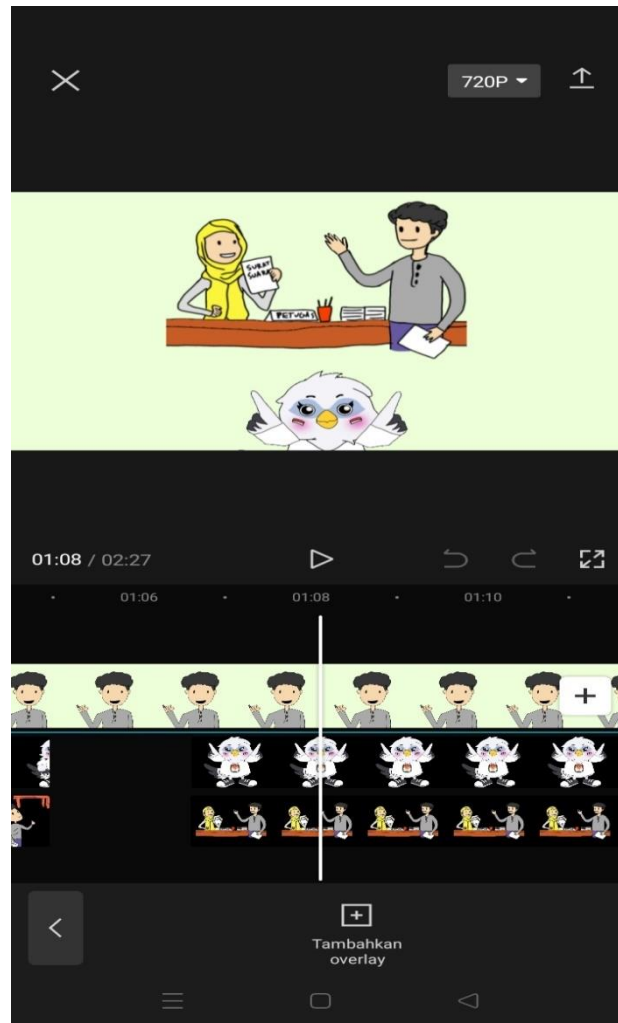 720P
SURAT
SUARA
PETUGAS
01:08 / 02:27
01:06
01:08
01:10
Tambahkan
overlay